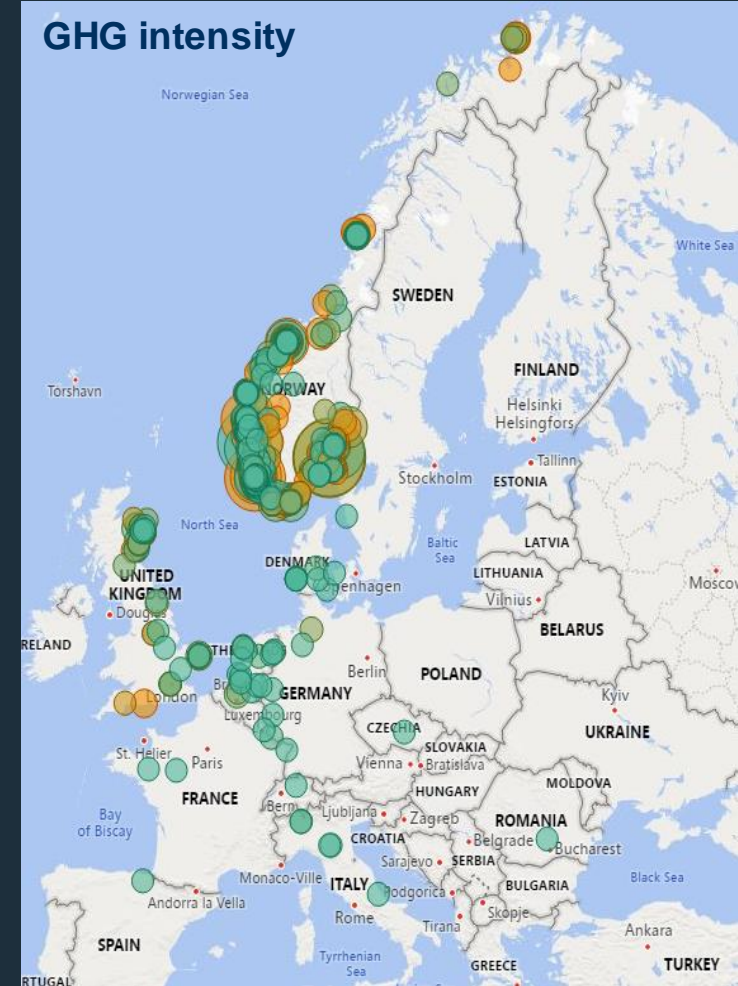 GHG intensity
Norwegian Sea
White Sea
SWEDEN
FINLAND
Torshavn
NORWAY
Helsinki
Helsingfors
Tallinn
Stockholm
ESTONIA
North Sea
Baltic
Sea
LATVIA
DENMARK
LITHUANIA
Moscow
UNITED
KINGDOM
Vilnius
Douglas
BELARUS
RELAND
Berlin
POLAND
London
GERMANY
Kyiv
Luxembourg
CZECHIA
UKRAINE
St. Helier
Paris
SLOVAKIA
Vienna
Bratislava
MOLDOVA
HUNGARY
FRANCE
Bern
Ljubljana
Zagreb
ROMANIA
Bay
of Biscay
CROATIA
Belgrade
Bucharest
Sarajevo
SERBIA
Monaco-Ville
ITALY
Podgorica
BULGARIA
Black Sea
Andorra la Vella
Rome
Skopje
Tirana
Ankara
SPAIN
Tyrrhenian
Sea
GREECE
TURKEY
RTUGAL